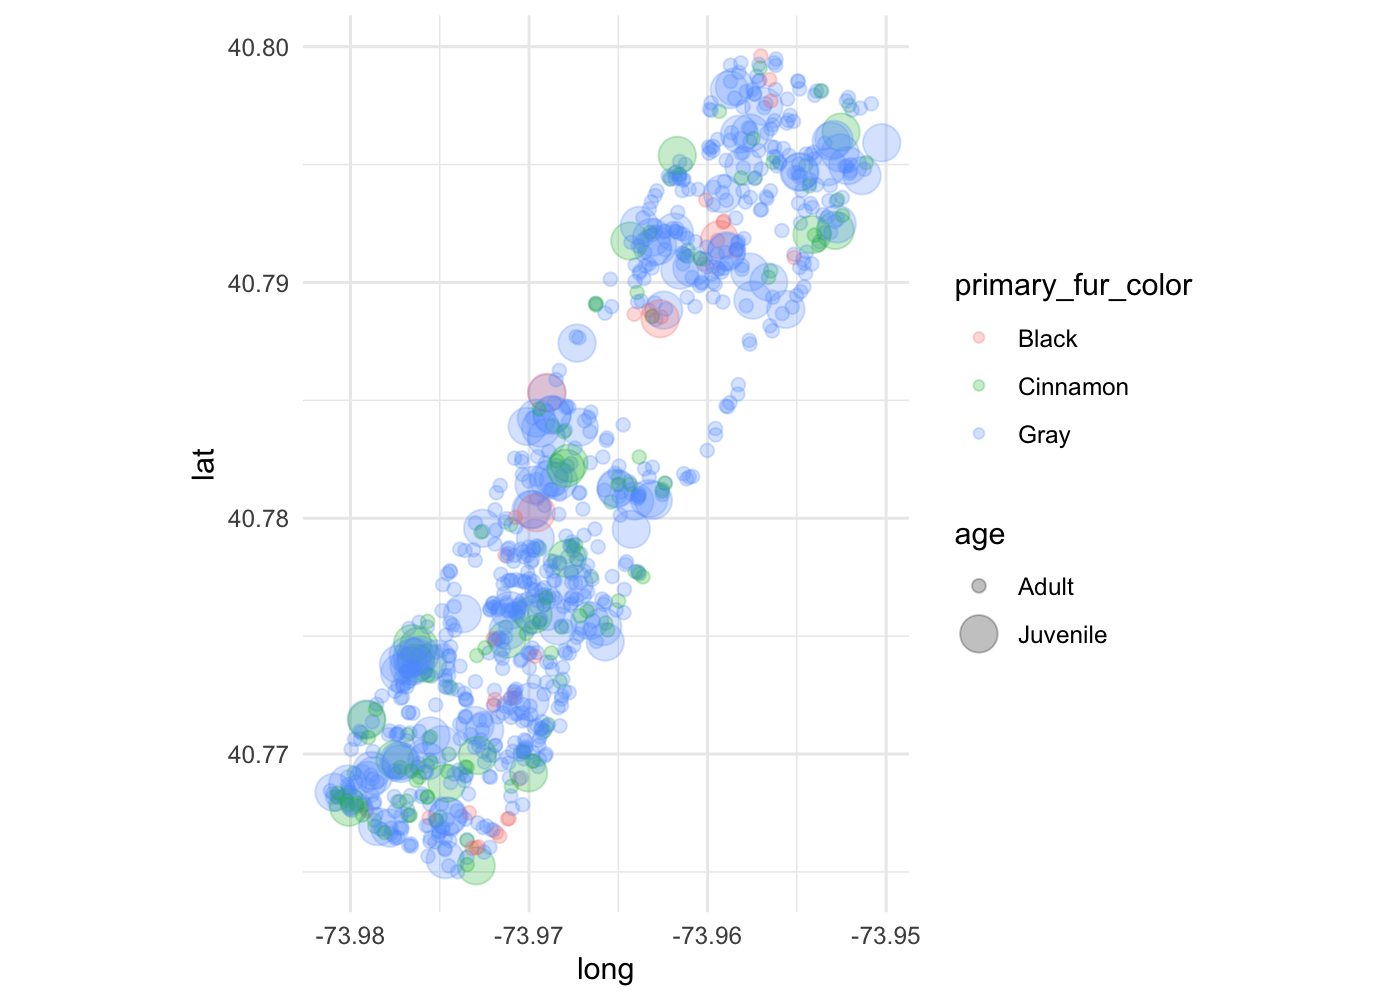 40.80
40.79
40.78
40.77
-73.98
-73.97
-73.96
-73.95
long
lat
primary_fur_color
Black
Cinnamon
Gray
age
Adult
Juvenile